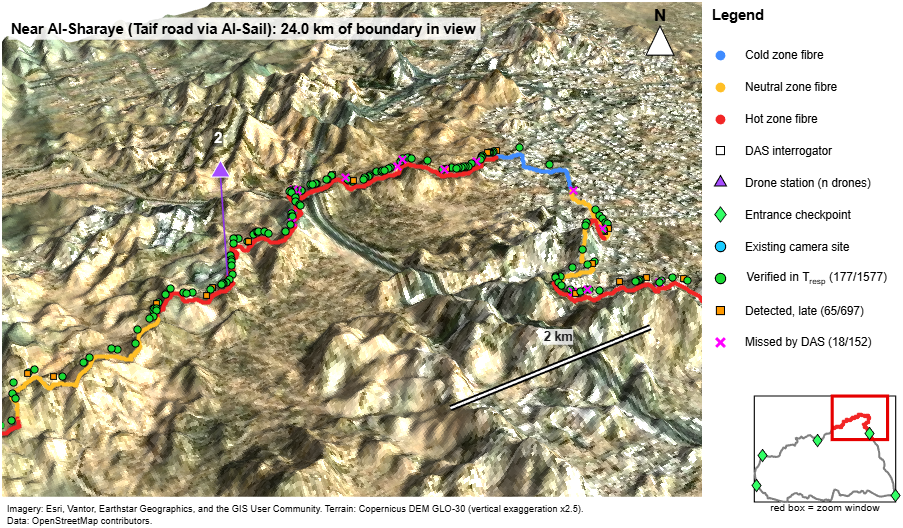 Near Al-Sharaye (Taif road via Al-Sail): 24.0 km of boundary in view
N
2
2 km
Legend
Cold zone fibre
Neutral zone fibre
Hot zone fibre
DAS interrogator
Drone station (n drones)
Entrance checkpoint
Existing camera site
Verified in Tresp (177/1577)
Detected, late (65/697)
Missed by DAS (18/152)
red box = zoom window
Imagery: Esri, Vantor, Earthstar Geographics, and the GIS User Community. Terrain: Copernicus DEM GLO-30 (vertical exaggeration x2.5).
Data: OpenStreetMap contributors.